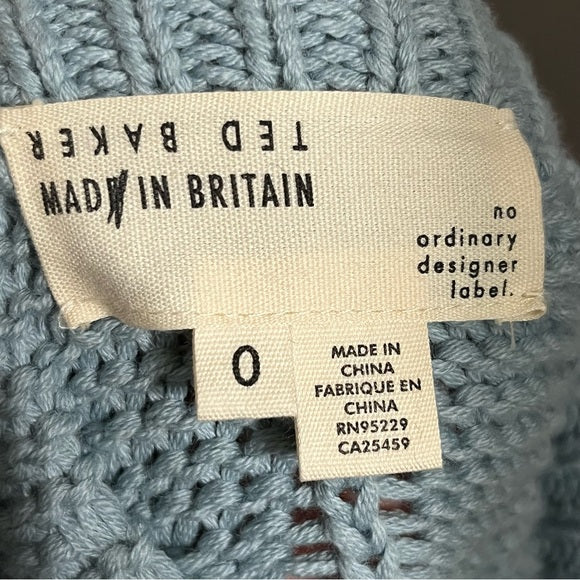 TED BAKER
MAD IN BRITAIN
no
ordinary
designer
label.
0
MADE IN
CHINA
FABRIQUE EN
CHINA
RN95229
CA25459